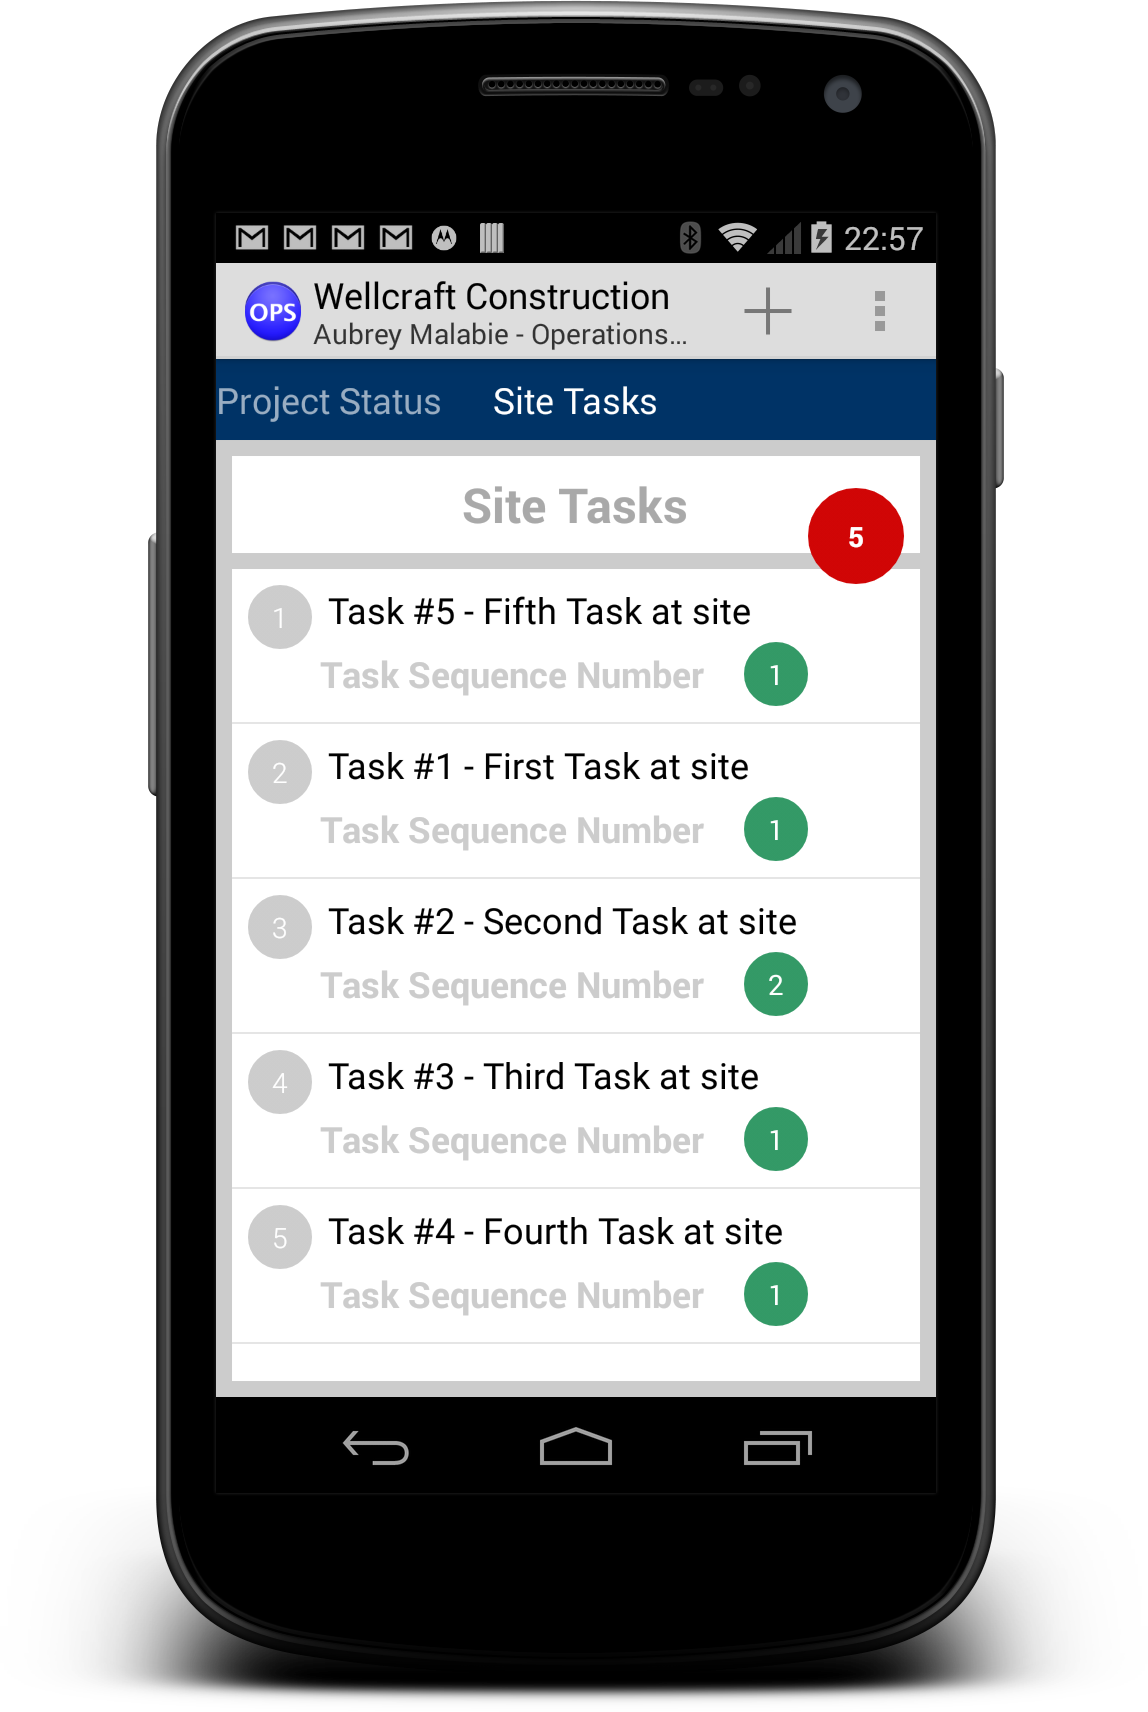 22:57
OPS
Wellcraft Construction
Aubrey Malabie - Operations...
Project Status Site Tasks
Site Tasks
5
1 Task #5 - Fifth Task at site
Task Sequence Number 1
2 Task #1 - First Task at site
Task Sequence Number 1
3 Task #2 - Second Task at site
Task Sequence Number 2
4 Task #3 - Third Task at site
Task Sequence Number 1
5 Task #4 - Fourth Task at site
Task Sequence Number 1